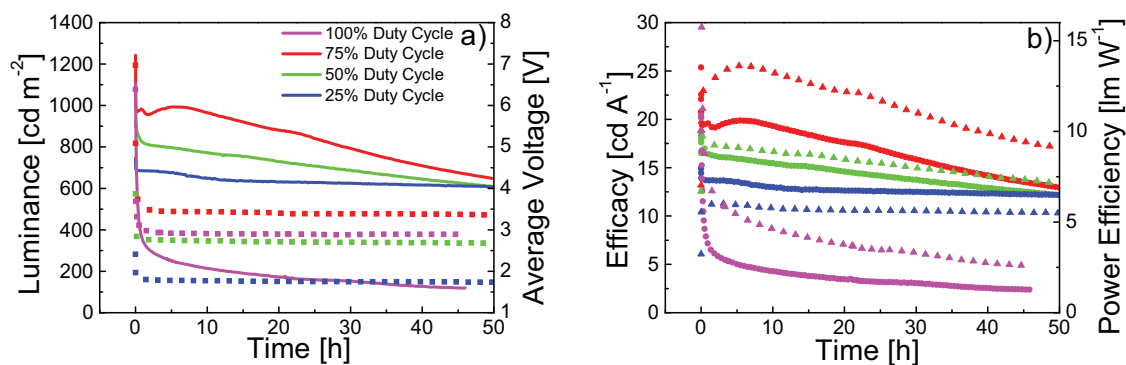 a)
100% Duty Cycle
75% Duty Cycle
50% Duty Cycle
25% Duty Cycle
Luminance [cd m⁻²]
1400
1200
1000
800
600
400
200
0
Average Voltage [V]
8
7
6
5
4
3
2
1
0 10 20 30 40 50
Time [h]
b)
Efficacy [cd A⁻¹]
30
25
20
15
10
5
0
Power Efficiency [lm W⁻¹]
15
10
5
0
0 10 20 30 40 50
Time [h]